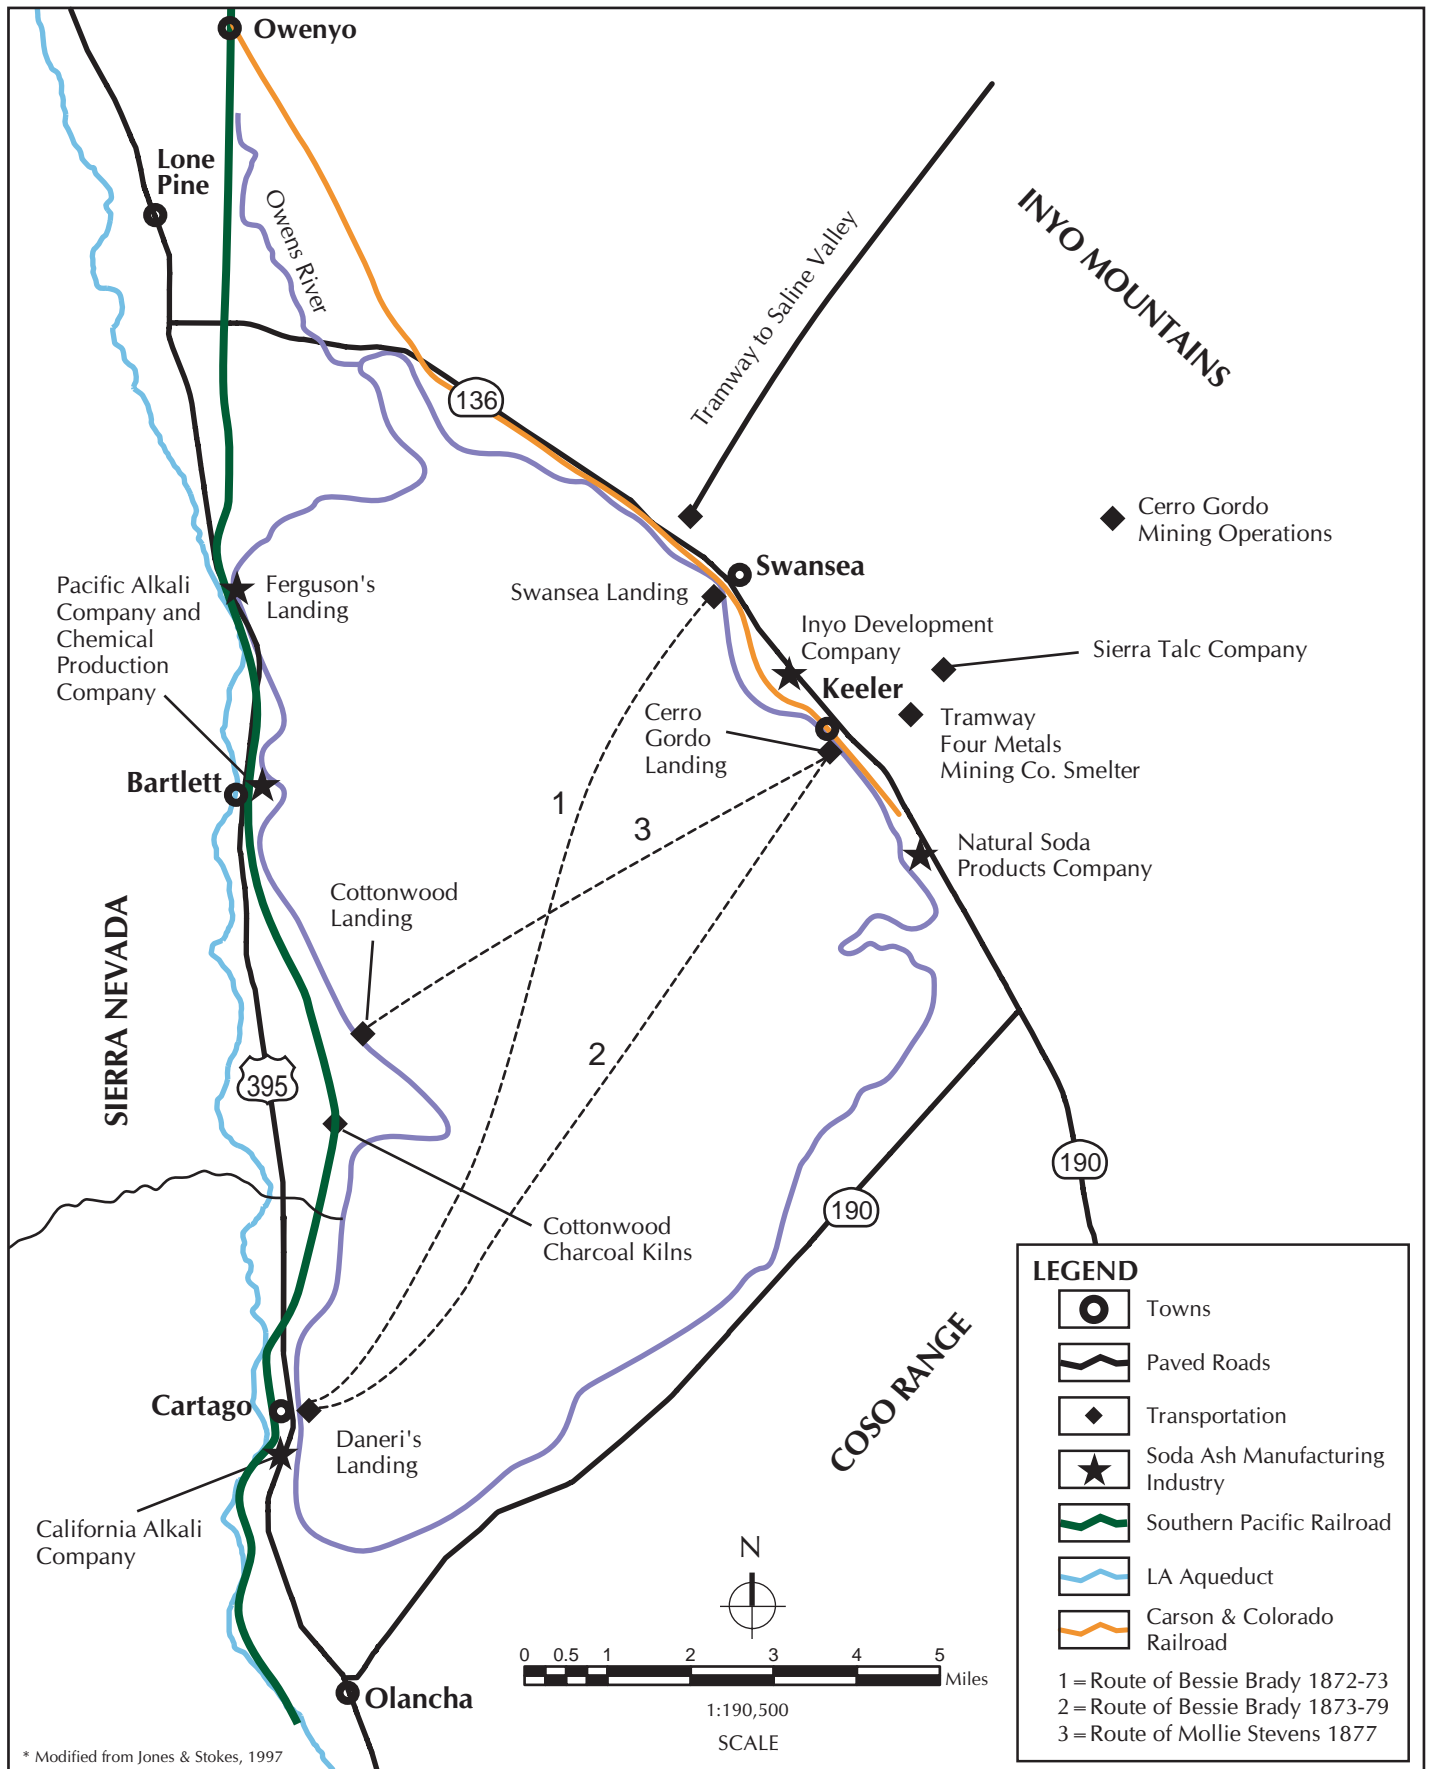 Owenyo
Lone
Pine
Owens River
Tramway to Saline Valley
INYO MOUNTAINS
136
Cerro Gordo
Mining Operations
Swansea
Swansea Landing
Pacific Alkali
Company and
Chemical
Production
Company
Ferguson's
Landing
Inyo Development
Company
Sierra Talc Company
Keeler
Cerro
Gordo
Landing
Tramway
Four Metals
Mining Co. Smelter
Bartlett
1
3
Natural Soda
Products Company
Cottonwood
Landing
SIERRA NEVADA
395
2
190
190
Cottonwood
Charcoal Kilns
COSO RANGE
Cartago
Daneri's
Landing
California Alkali
Company
Olancha
N
0 0.5 1 2 3 4 5
Miles
1:190,500
SCALE
LEGEND
Towns
Paved Roads
Transportation
Soda Ash Manufacturing
Industry
Southern Pacific Railroad
LA Aqueduct
Carson & Colorado
Railroad
1 = Route of Bessie Brady 1872-73
2 = Route of Bessie Brady 1873-79
3 = Route of Mollie Stevens 1877
* Modified from Jones & Stokes, 1997